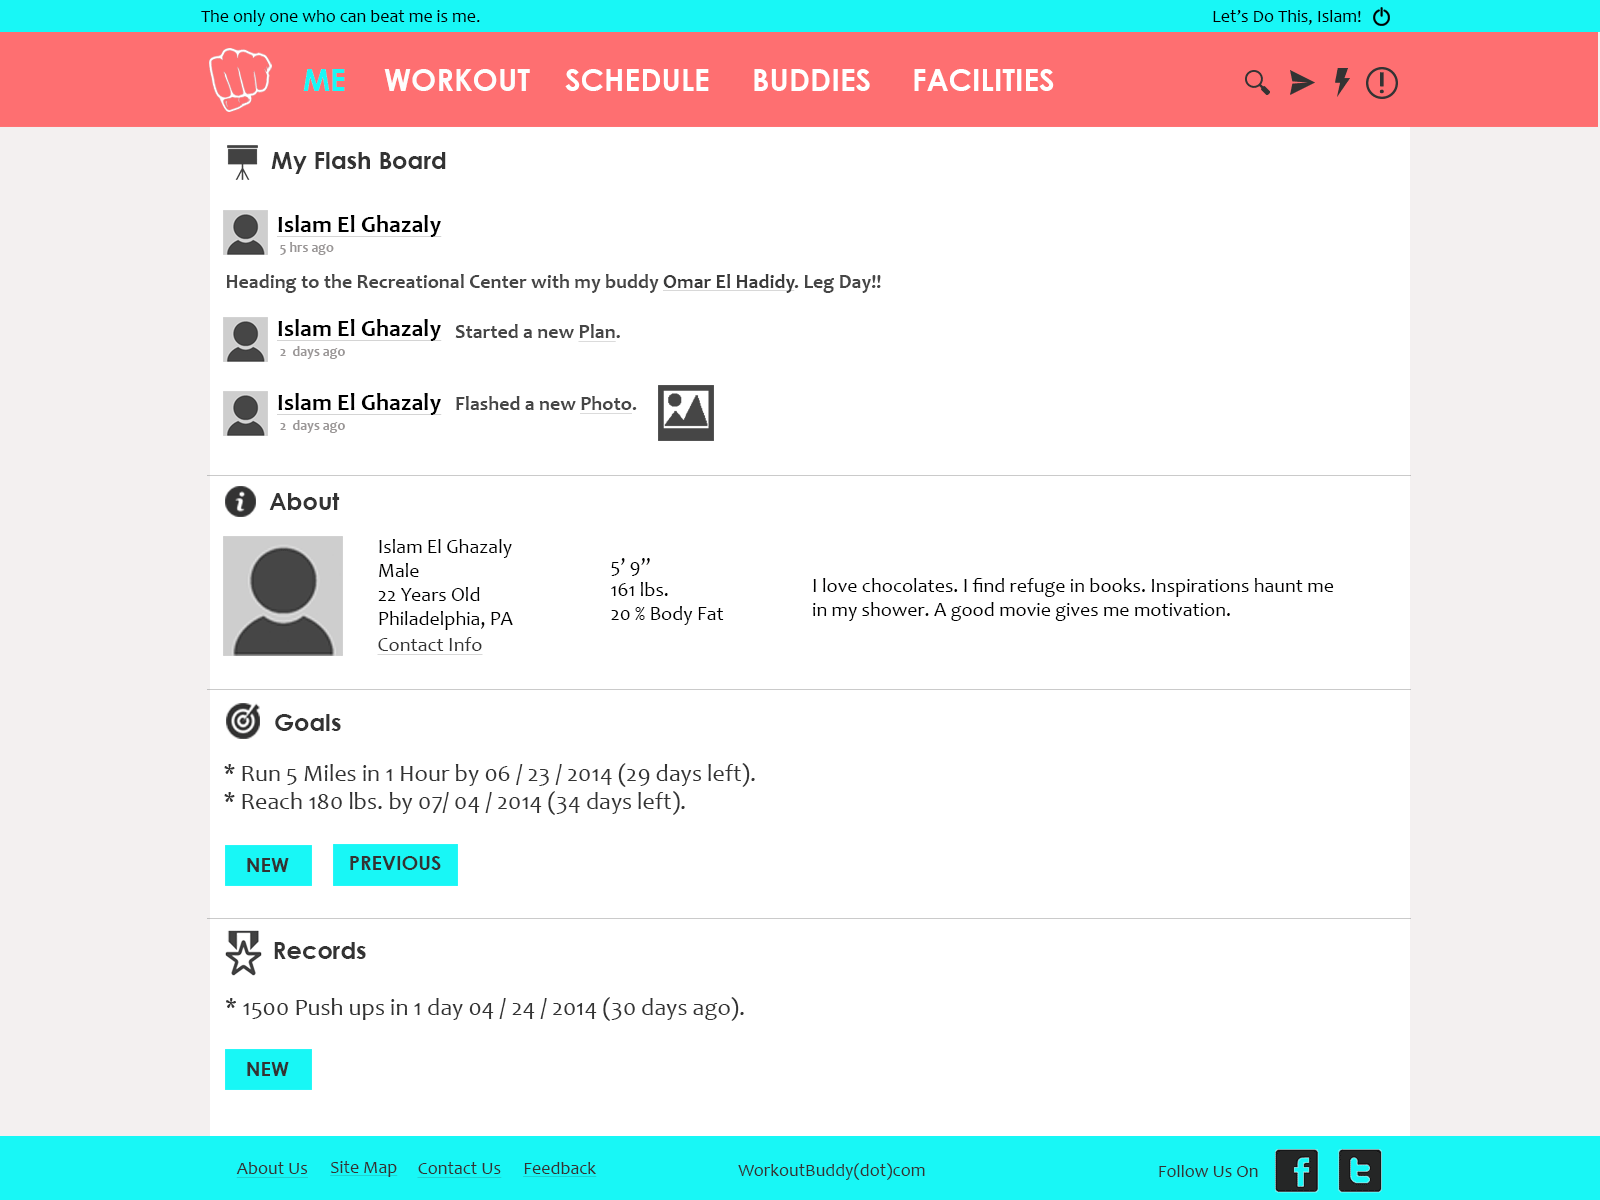 The only one who can beat me is me.
Let's Do This, Islam!
ME WORKOUT SCHEDULE BUDDIES FACILITIES
My Flash Board
Islam El Ghazaly
5 hrs ago
Heading to the Recreational Center with my buddy Omar El Hadidy. Leg Day!!
Islam El Ghazaly Started a new Plan.
2 days ago
Islam El Ghazaly Flashed a new Photo.
2 days ago
About
Islam El Ghazaly
Male
22 Years Old
Philadelphia, PA
Contact Info
5’ 9”
161 lbs.
20 % Body Fat
I love chocolates. I find refuge in books. Inspirations haunt me
in my shower. A good movie gives me motivation.
Goals
* Run 5 Miles in 1 Hour by 06 / 23 / 2014 (29 days left).
* Reach 180 lbs. by 07/ 04 / 2014 (34 days left).
NEW PREVIOUS
Records
* 1500 Push ups in 1 day 04 / 24 / 2014 (30 days ago).
NEW
About Us Site Map Contact Us Feedback WorkoutBuddy(dot)com Follow Us On